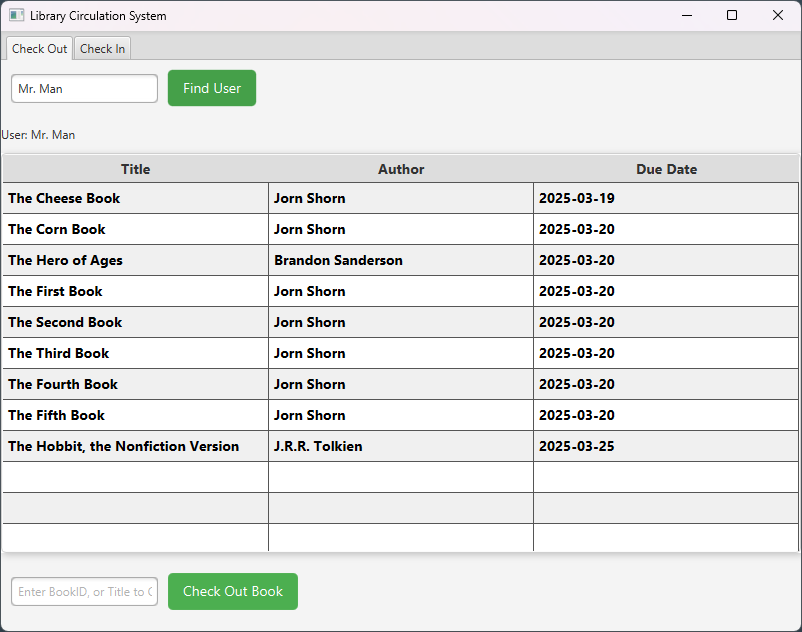 Library Circulation System
Check Out Check In
Mr. Man Find User
User: Mr. Man
Title Author Due Date
The Cheese Book Jorn Shorn 2025-03-19
The Corn Book Jorn Shorn 2025-03-20
The Hero of Ages Brandon Sanderson 2025-03-20
The First Book Jorn Shorn 2025-03-20
The Second Book Jorn Shorn 2025-03-20
The Third Book Jorn Shorn 2025-03-20
The Fourth Book Jorn Shorn 2025-03-20
The Fifth Book Jorn Shorn 2025-03-20
The Hobbit, the Nonfiction Version J.R.R. Tolkien 2025-03-25
Enter BookID, or Title to Check Out Book